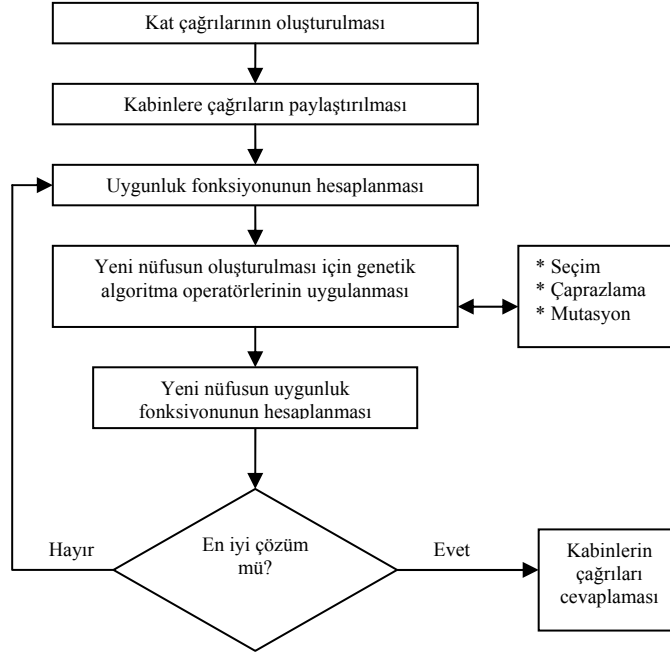 Kat çağrılarının oluşturulması
Kabinlere çağrıların paylaştırılması
Uygunluk fonksiyonunun hesaplanması
Yeni nüfusun oluşturulması için genetik
algoritma operatörlerinin uygulanması
* Seçim
* Çaprazlama
* Mutasyon
Yeni nüfusun uygunluk
fonksiyonunun hesaplanması
En iyi çözüm
mü?
Hayır
Evet
Kabinlerin
çağrıları
cevaplaması